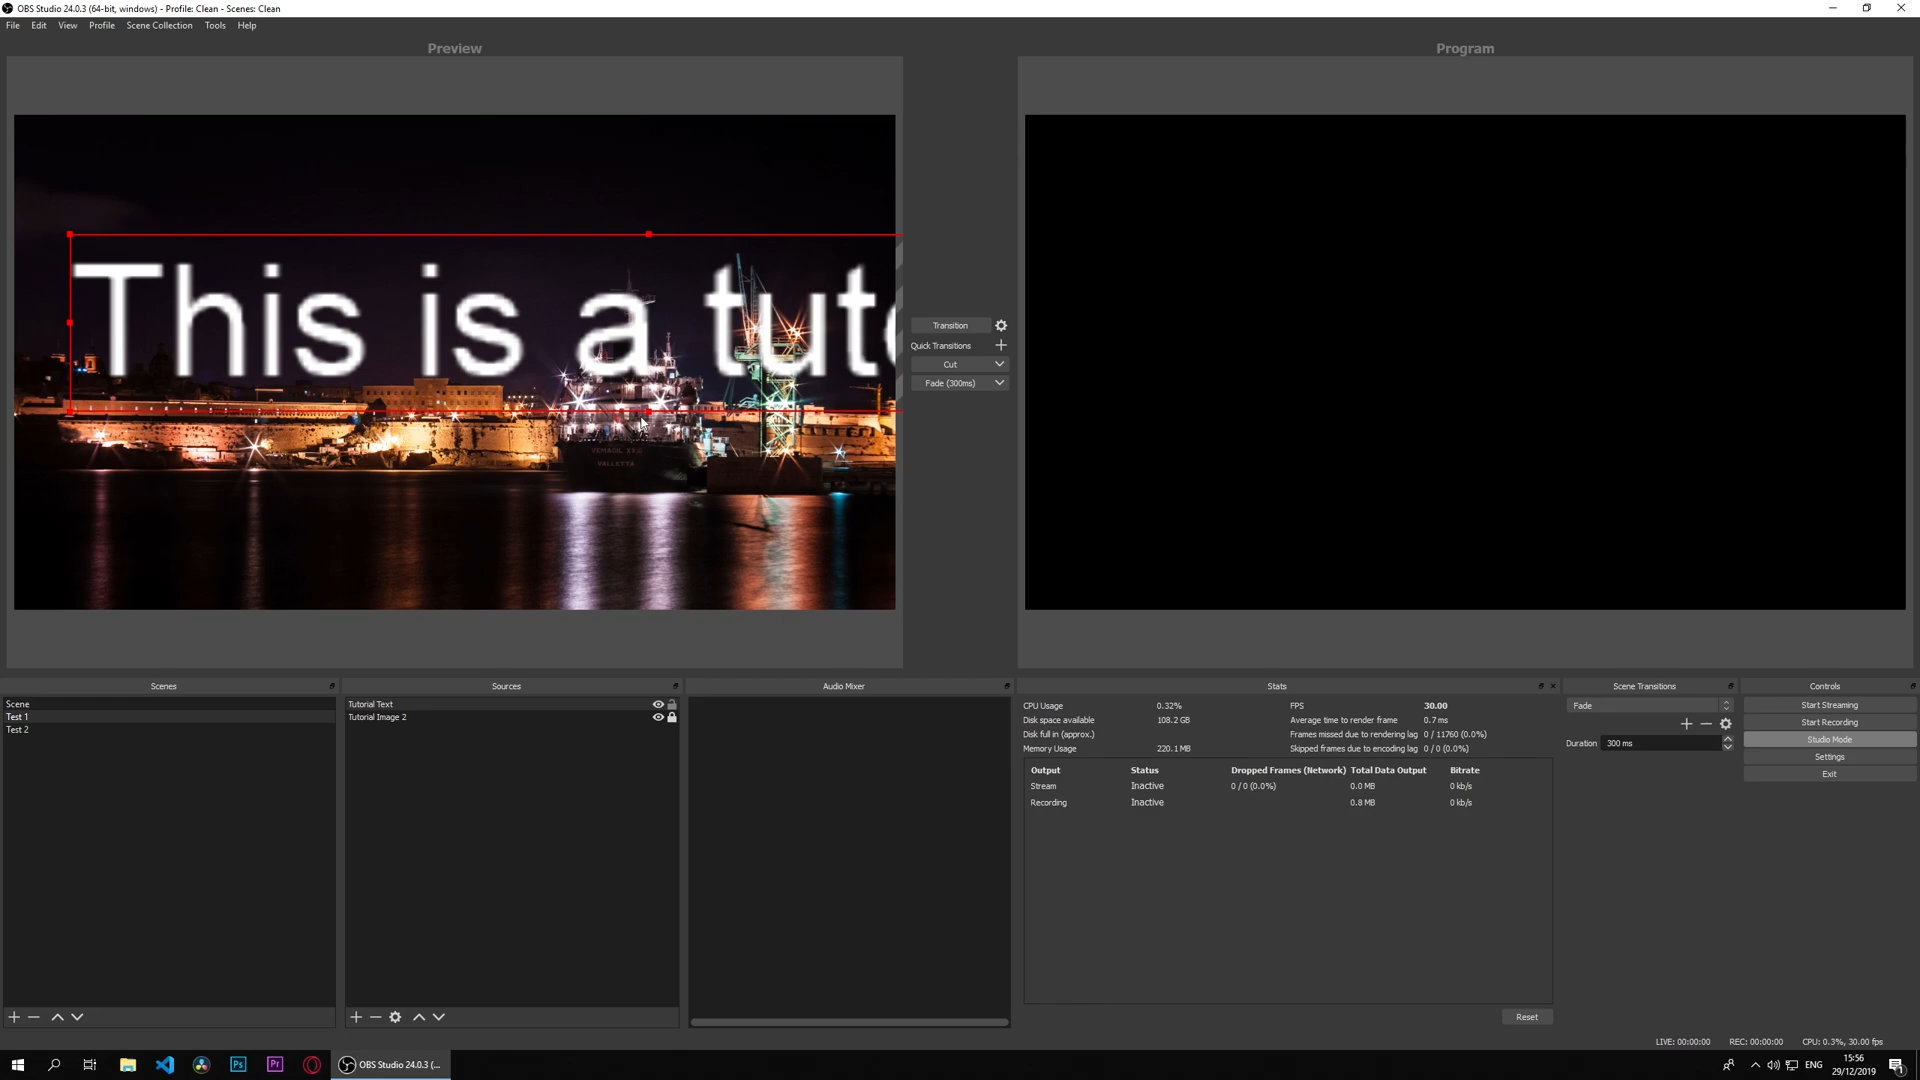 OBS Studio 24.0.3 (64-bit, windows) - Profile: Clean - Scenes: Clean
File Edit View Profile Scene Collection Tools Help
Preview
Program
This is a tuto
VEMAOIL XXII
VALLETTA
Transition
Quick Transitions
Cut
Fade (300ms)
Scenes
Sources
Audio Mixer
Stats
Scene Transitions
Controls
Scene
Test 1
Test 2
Tutorial Text
Tutorial Image 2
CPU Usage 0.32%
Disk space available 108.2 GB
Disk full in (approx.)
Memory Usage 220.1 MB
FPS 30.00
Average time to render frame 0.7 ms
Frames missed due to rendering lag 0 / 11760 (0.0%)
Skipped frames due to encoding lag 0 / 0 (0.0%)
Output Status Dropped Frames (Network) Total Data Output Bitrate
Stream Inactive 0 / 0 (0.0%) 0.0 MB 0 kb/s
Recording Inactive 0.8 MB 0 kb/s
Reset
Fade
Duration 300 ms
Start Streaming
Start Recording
Studio Mode
Settings
Exit
LIVE: 00:00:00 REC: 00:00:00 CPU: 0.3%, 30.00 fps
Ps
Pr
OBS Studio 24.0.3 (...
ENG
15:56
29/12/2019
1